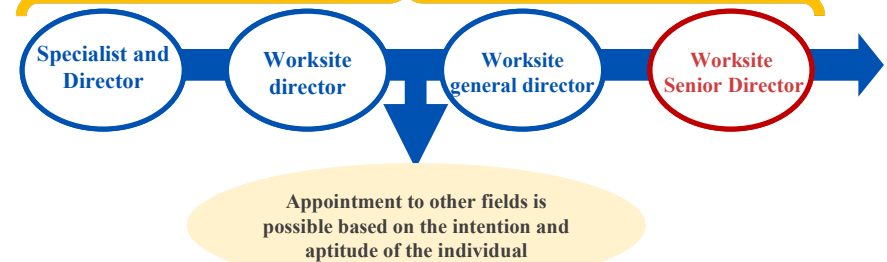 Specialist and
Director
Worksite
director
Worksite
general director
Worksite
Senior Director
Appointment to other fields is
possible based on the intention and
aptitude of the individual